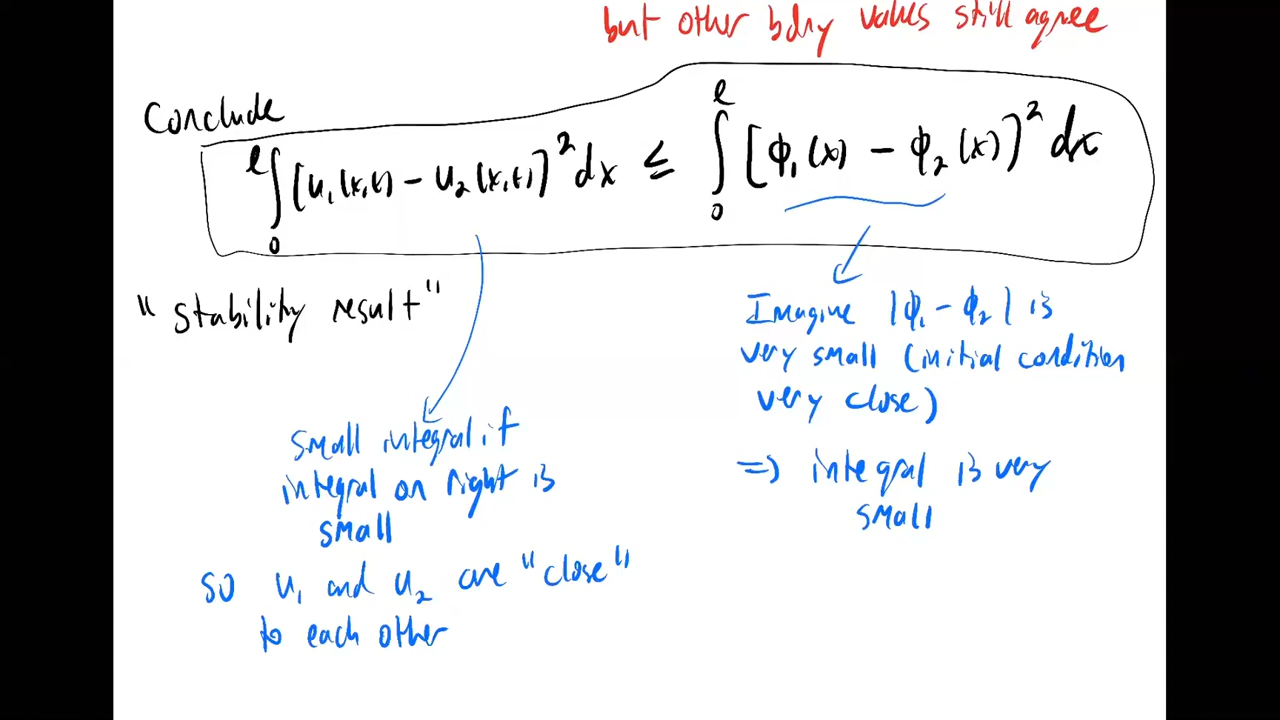 but other bdry values still agree
Conclude
∫₀ˡ [u₁(x,t) − u₂(x,t)]² dx ≤ ∫₀ˡ [ϕ₁(x) − ϕ₂(x)]² dx
"stability result"
Imagine |ϕ₁ − ϕ₂| is
very small (initial condition
very close)
=) integral is very
small
Small integral if
integral on right is
small
so u₁ and u₂ are "close"
to each other